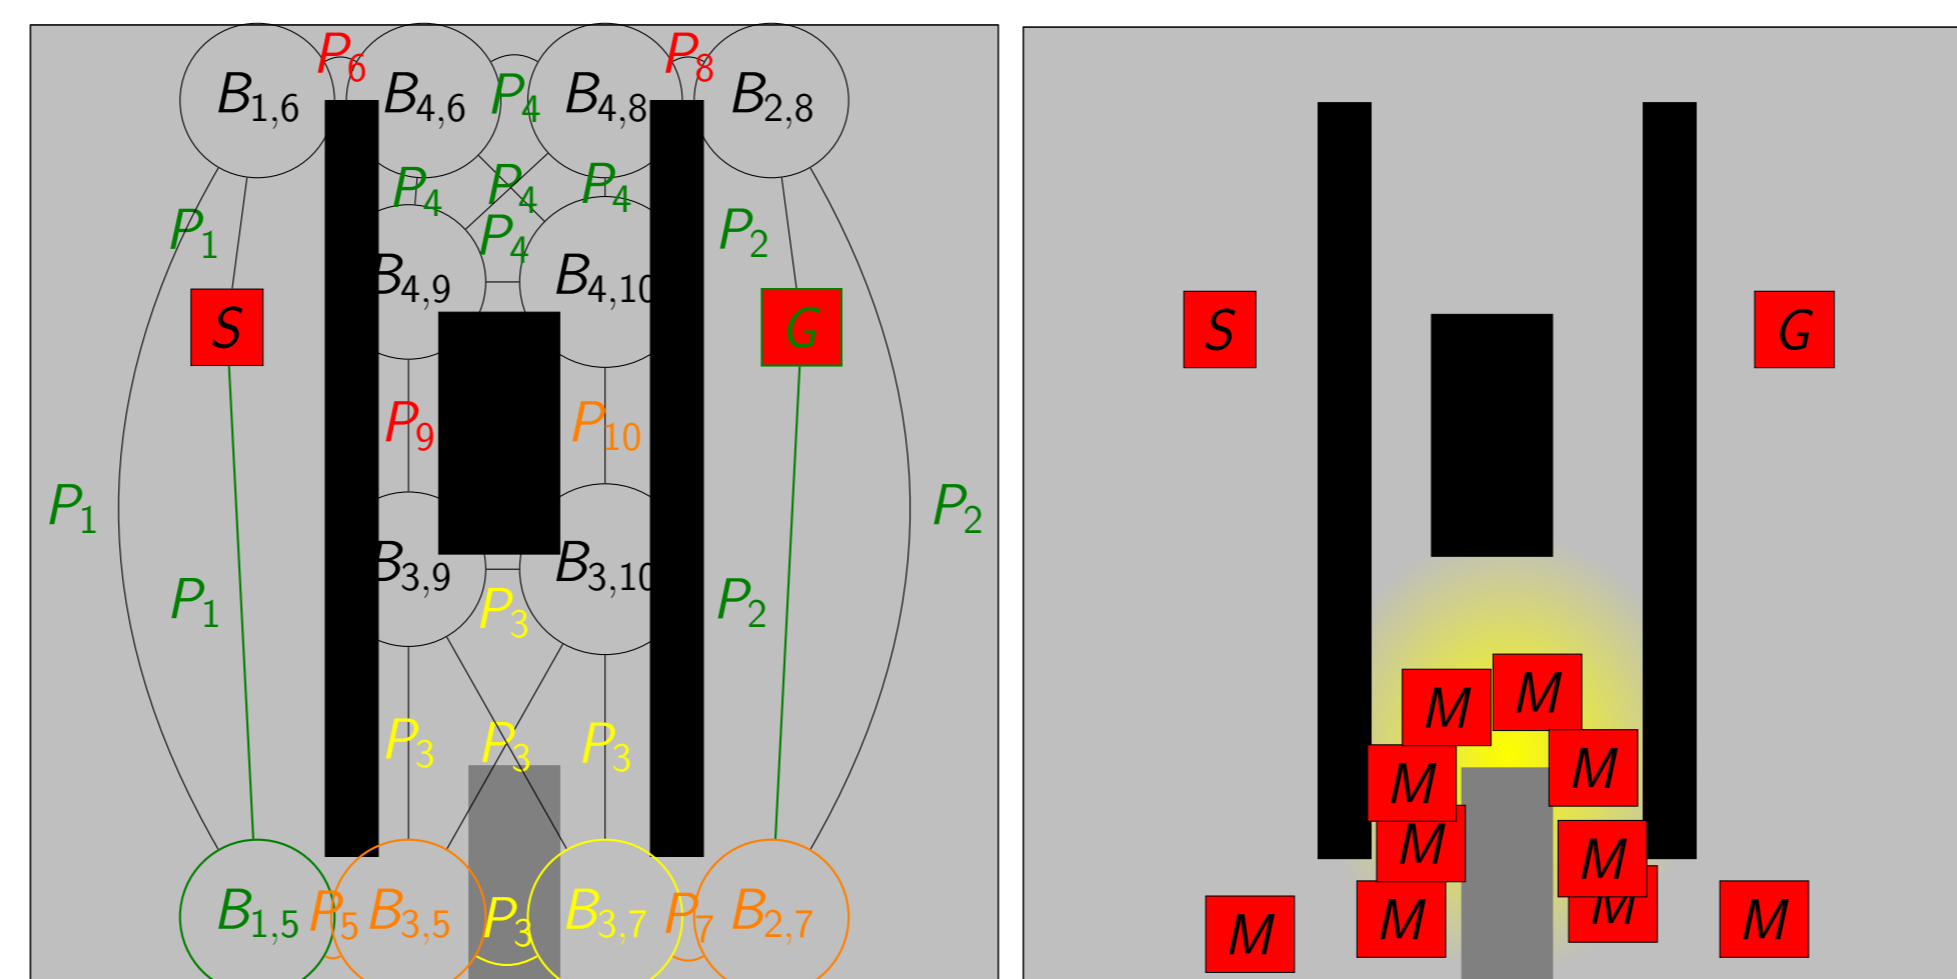 P6 P8
B1,6 B4,6 P4 B4,8 B2,8
P4 P4 P4
P1 P4 P2
B4,9 B4,10
S G
P9 P10
P1 P2
B3,9 B3,10
P1 P3 P2
P3 P3 P3
B1,5 P5 B3,5 P3 B3,7 P7 B2,7
S G
M M
M M
M M
M M M M